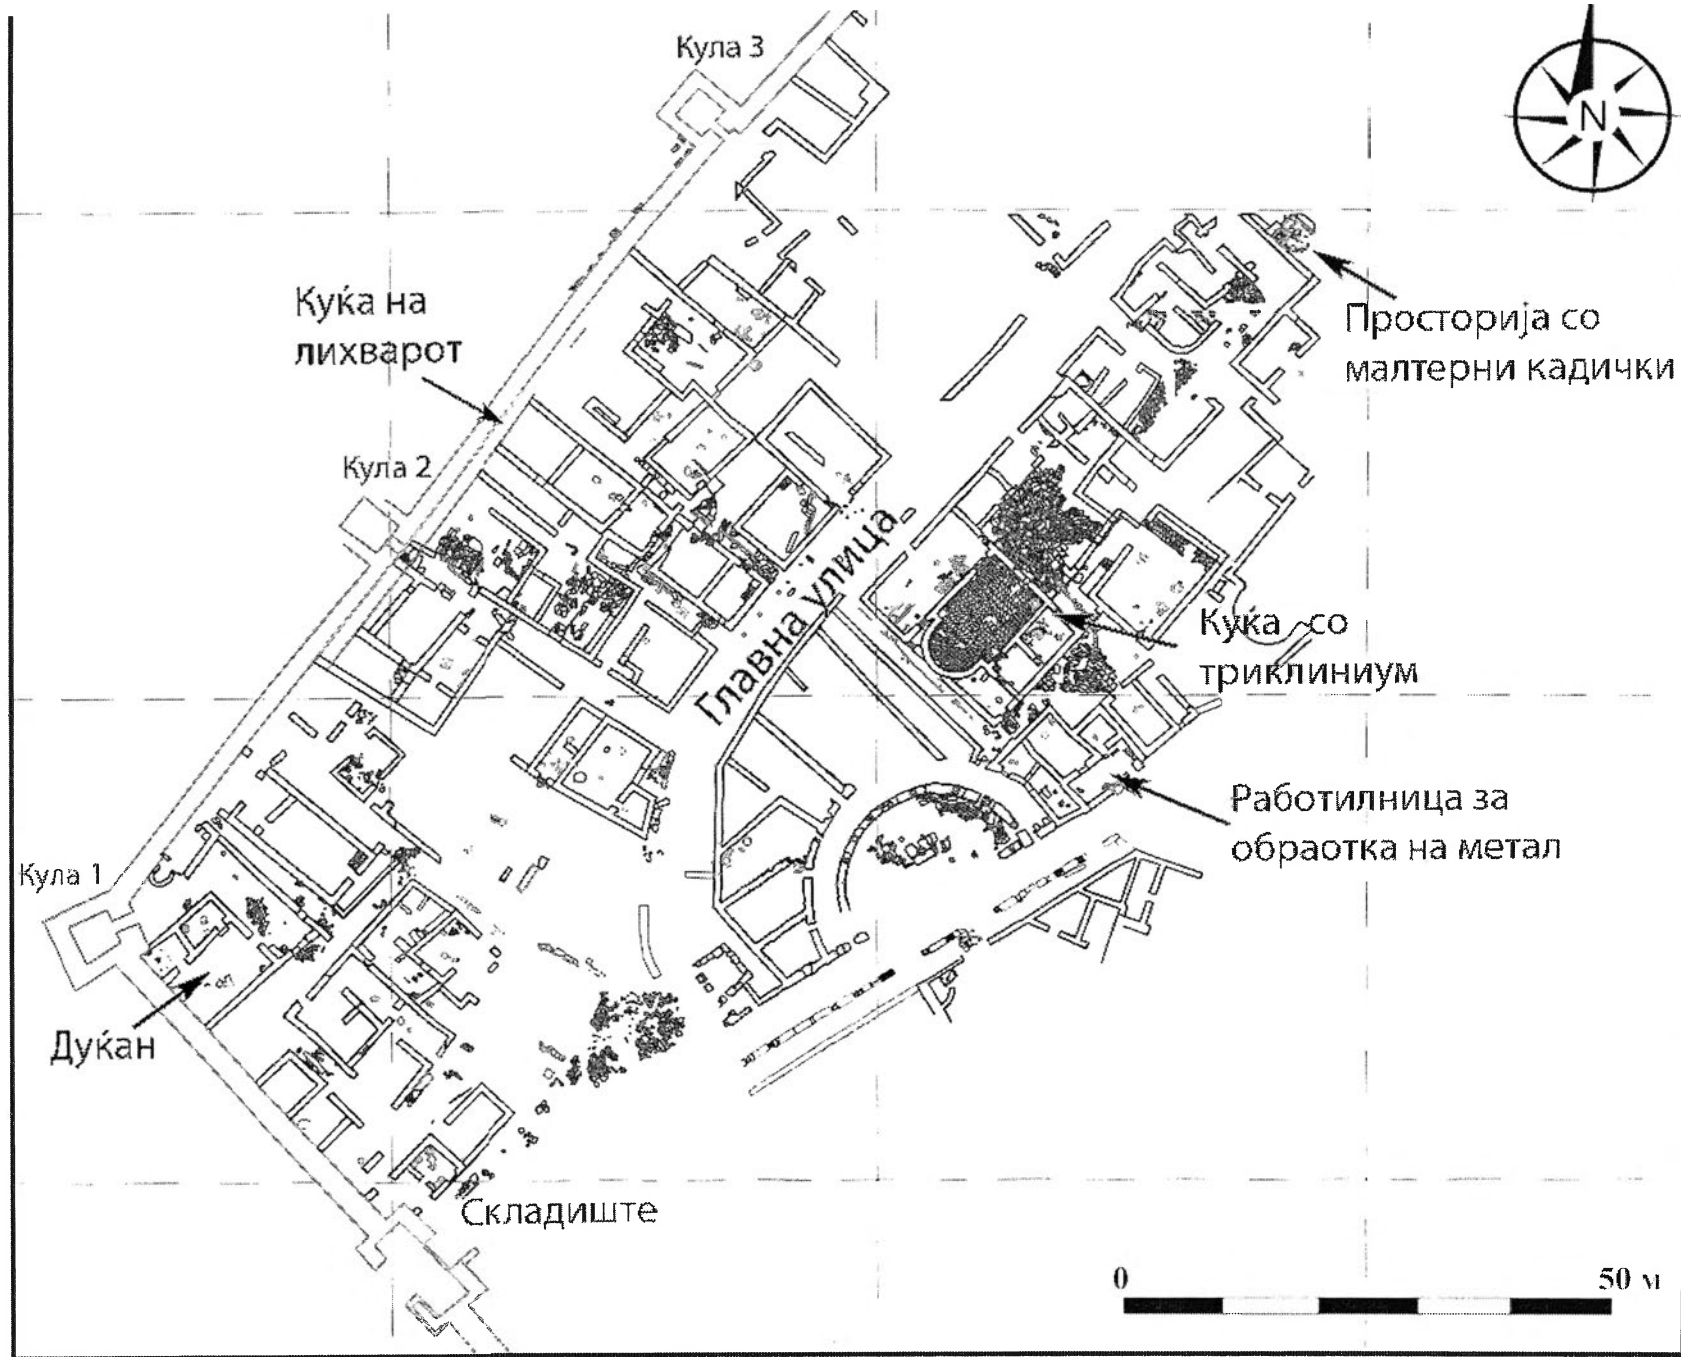 Кула 3
N
Куќа на
лихварот
Просторија со
малтерни кадички
Кула 2
Главна улица
Куќа со
триклиниум
Работилница за
обраотка на метал
Кула 1
Дуќан
Складиште
0 50 м